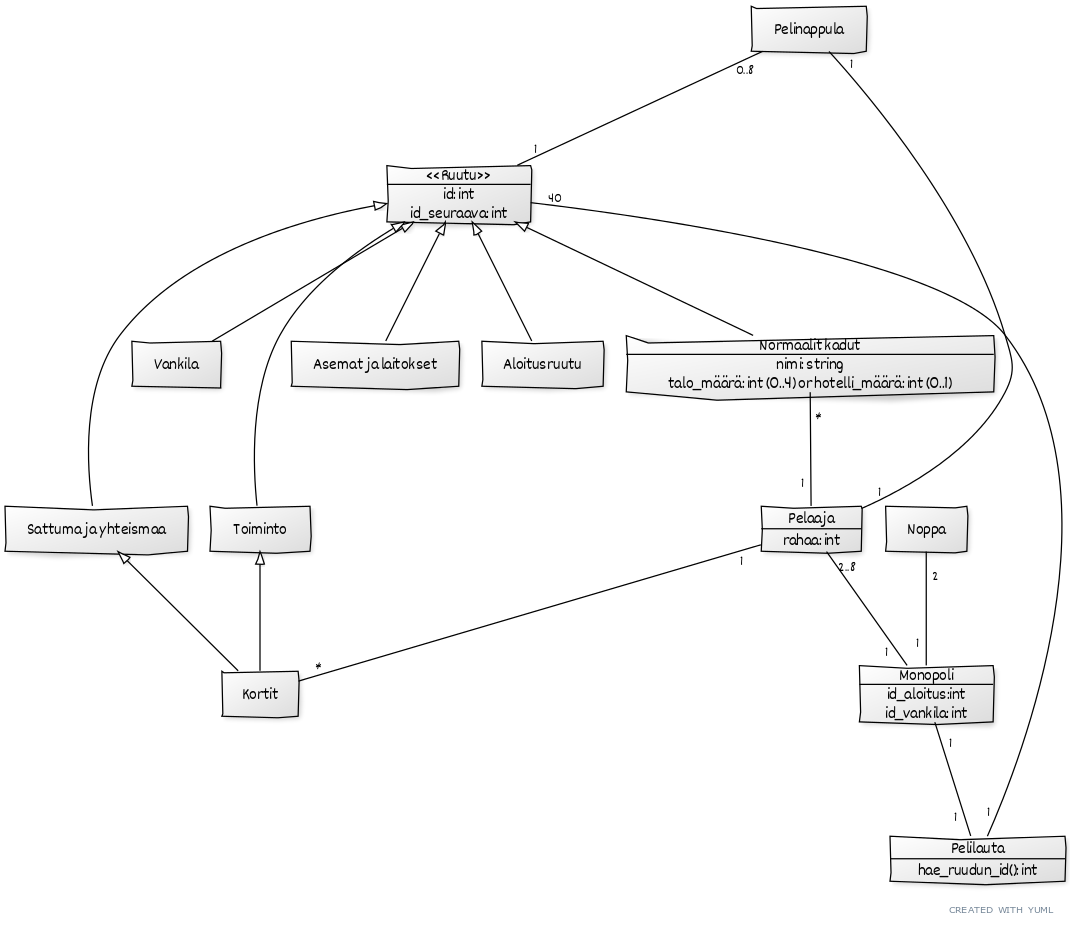 Pelinappula
0..8
1
1
<<Ruutu>>
id: int
id_seuraava: int
40
Vankila
Asemat ja laitokset
Aloitusruutu
Normaalit kadut
nimi: string
talo_määrä: int (0..4) or hotelli_määrä: int (0..1)
*
1
1
Sattuma ja yhteismaa
Toiminto
Pelaaja
rahaa: int
Noppa
1
2..8
2
*
1
1
Kortit
Monopoli
id_aloitus:int
id_vankila: int
1
1
1
Pelilauta
hae_ruudun_id(): int
CREATED WITH YUML